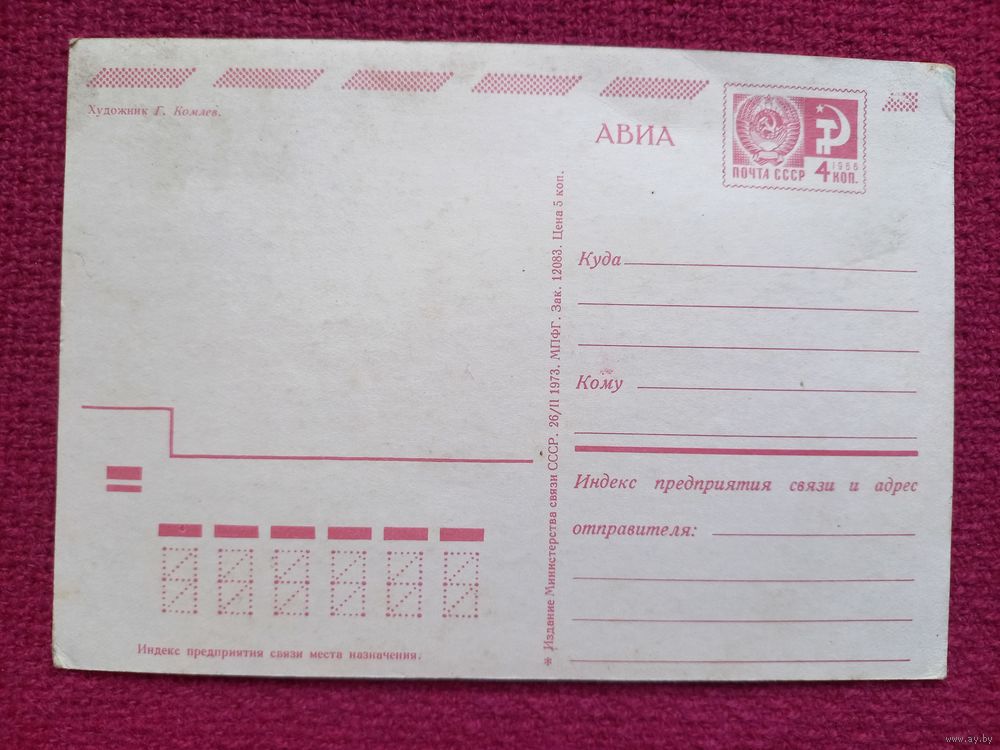 Художник Г. Комлев.
АВИА
ПОЧТА СССР
1966
4 КОП.
Куда
Кому
Индекс предприятия связи и адрес
отправителя:
* Издание Министерства связи СССР. 26/II 1973. МПФГ. Зак. 12083. Цена 5 коп.
Индекс предприятия связи места назначения.
www.ay.by